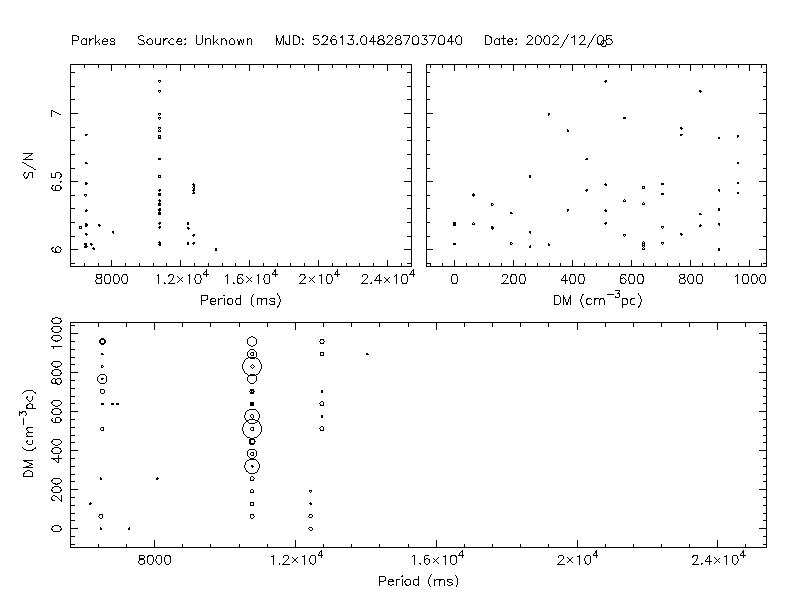 Parkes Source: Unknown MJD: 52613.048287037040 Date: 2002/12/05
S/N
7
6.5
6
8000 1.2×10⁴ 1.6×10⁴ 2×10⁴ 2.4×10⁴
Period (ms)
0 200 400 600 800 1000
DM (cm⁻³pc)
DM (cm⁻³pc)
1000
800
600
400
200
0
8000 1.2×10⁴ 1.6×10⁴ 2×10⁴ 2.4×10⁴
Period (ms)